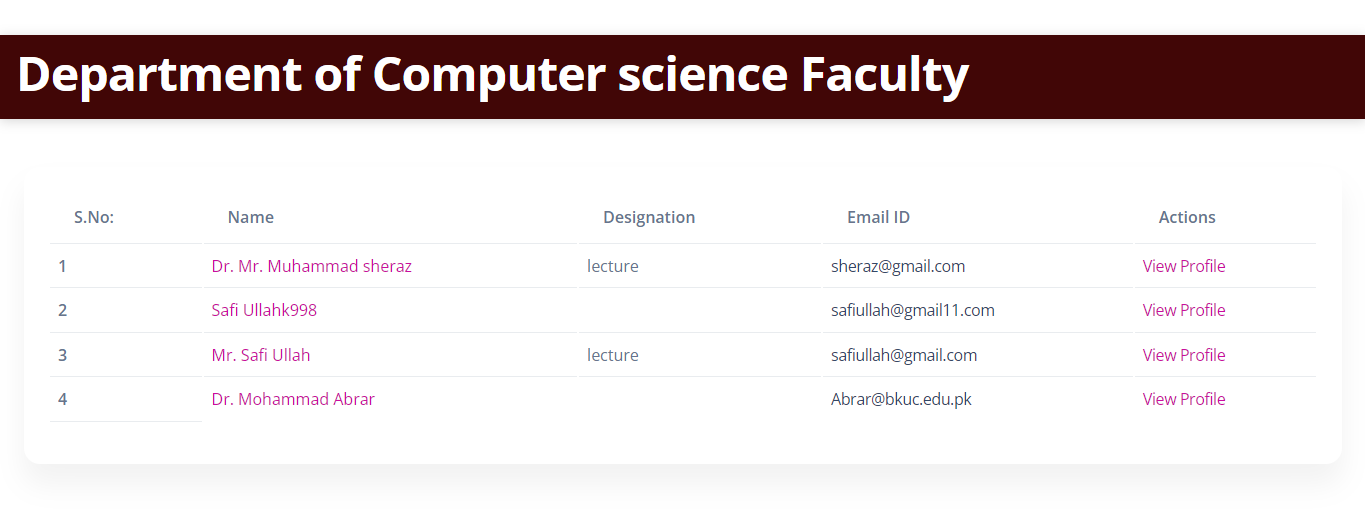 Department of Computer science Faculty
S.No: Name Designation Email ID Actions
1 Dr. Mr. Muhammad sheraz lecture sheraz@gmail.com View Profile
2 Safi Ullahk998 safiullah@gmail11.com View Profile
3 Mr. Safi Ullah lecture safiullah@gmail.com View Profile
4 Dr. Mohammad Abrar Abrar@bkuc.edu.pk View Profile